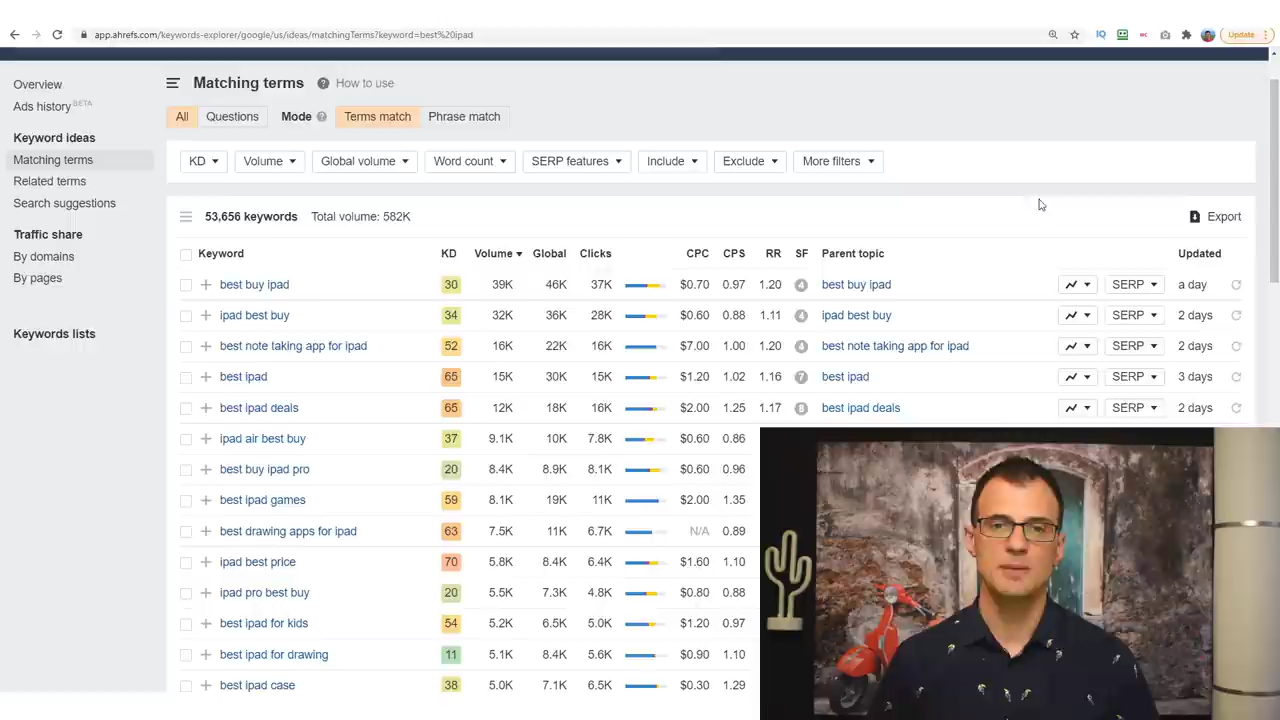 app.ahrefs.com/keywords-explorer/google/us/ideas/matchingTerms?keyword=best%20ipad
Update
Overview
Ads history BETA
Keyword ideas
Matching terms
Related terms
Search suggestions
Traffic share
By domains
By pages
Keywords lists
Matching terms ? How to use
All Questions Mode ? Terms match Phrase match
KD Volume Global volume Word count SERP features Include Exclude More filters
53,656 keywords Total volume: 582K Export
Keyword KD Volume Global Clicks CPC CPS RR SF Parent topic Updated
best buy ipad 30 39K 46K 37K $0.70 0.97 1.20 4 best buy ipad SERP a day
ipad best buy 34 32K 36K 28K $0.60 0.88 1.11 4 ipad best buy SERP 2 days
best note taking app for ipad 52 16K 22K 16K $7.00 1.00 1.20 4 best note taking app for ipad SERP 2 days
best ipad 65 15K 30K 15K $1.20 1.02 1.16 7 best ipad SERP 3 days
best ipad deals 65 12K 18K 16K $2.00 1.25 1.17 best ipad deals SERP 2 days
ipad air best buy 37 9.1K 10K 7.8K $0.60 0.86
best buy ipad pro 20 8.4K 8.9K 8.1K $0.60 0.96
best ipad games 59 8.1K 19K 11K $2.00 1.35
best drawing apps for ipad 63 7.5K 11K 6.7K N/A 0.89
ipad best price 70 5.8K 8.4K 6.4K $1.60 1.10
ipad pro best buy 20 5.5K 7.3K 4.8K $0.80 0.88
best ipad for kids 54 5.2K 6.5K 5.0K $1.20 0.97
best ipad for drawing 11 5.1K 8.4K 5.6K $0.90 1.10
best ipad case 38 5.0K 7.1K 6.5K $0.30 1.29